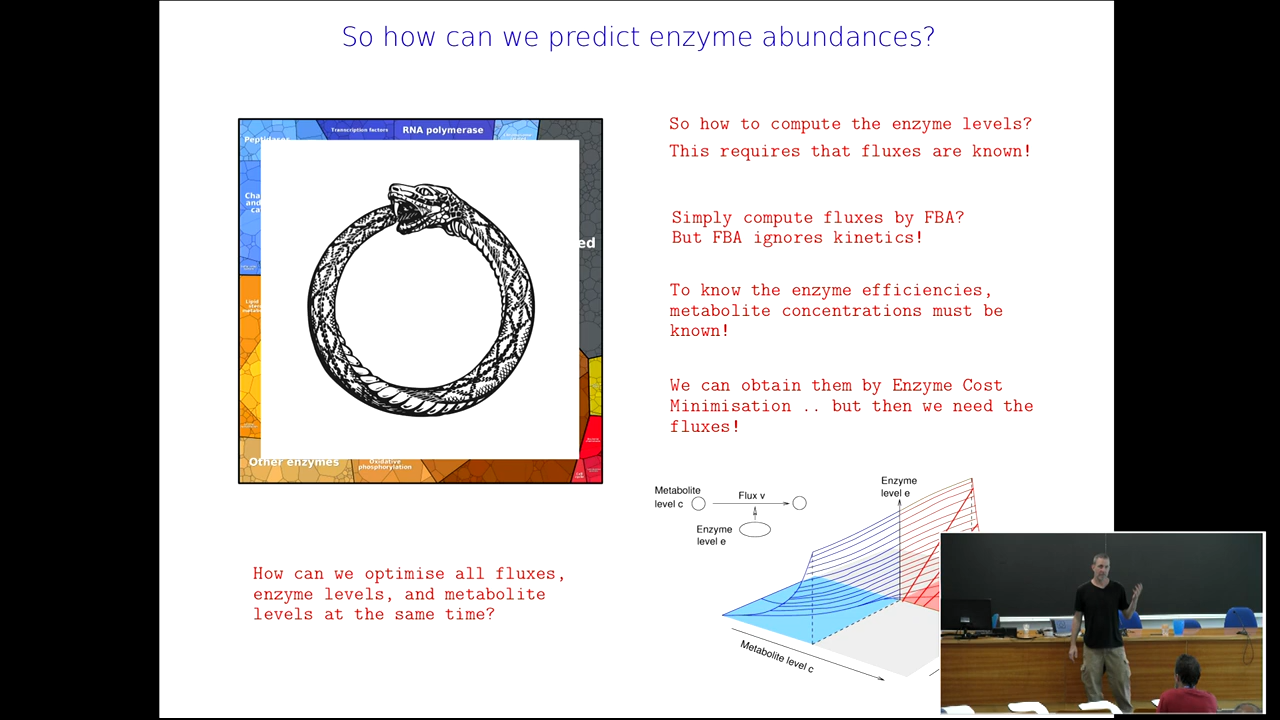 So how can we predict enzyme abundances?
Transcription factors
RNA polymerase
ed
Other enzymes
Oxidative
phosphorylation
So how to compute the enzyme levels?
This requires that fluxes are known!
Simply compute fluxes by FBA?
But FBA ignores kinetics!
To know the enzyme efficiencies,
metabolite concentrations must be
known!
We can obtain them by Enzyme Cost
Minimisation .. but then we need the
fluxes!
Metabolite
level c
Flux v
Enzyme
level e
Enzyme
level e
Metabolite level c
How can we optimise all fluxes,
enzyme levels, and metabolite
levels at the same time?